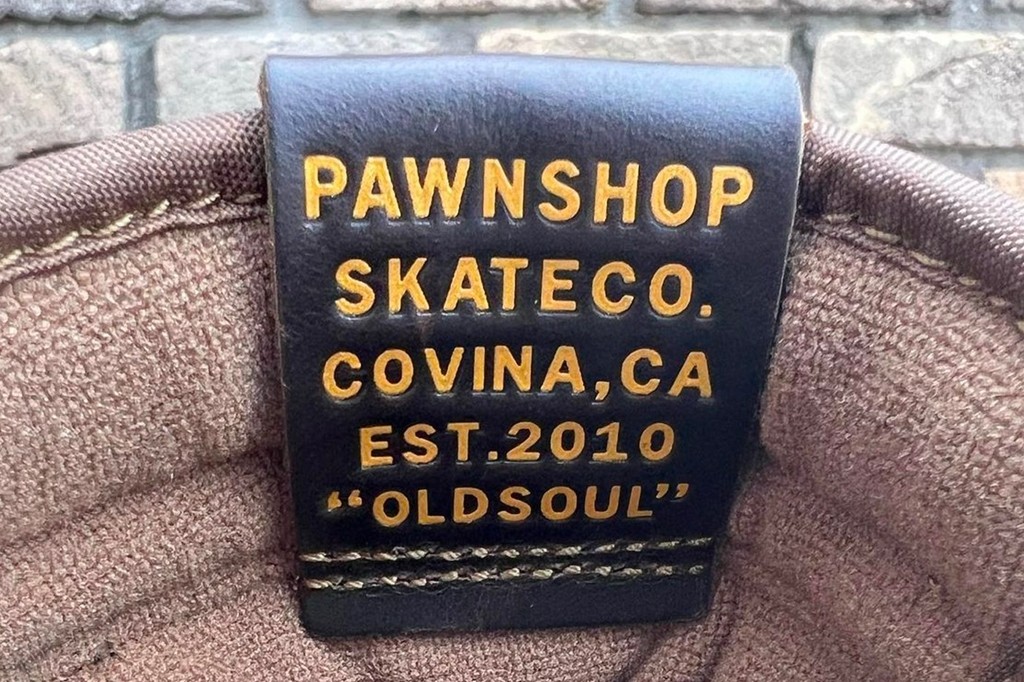 PAWNSHOP
SKATECO.
COVINA,CA
EST.2010
“OLDSOUL”